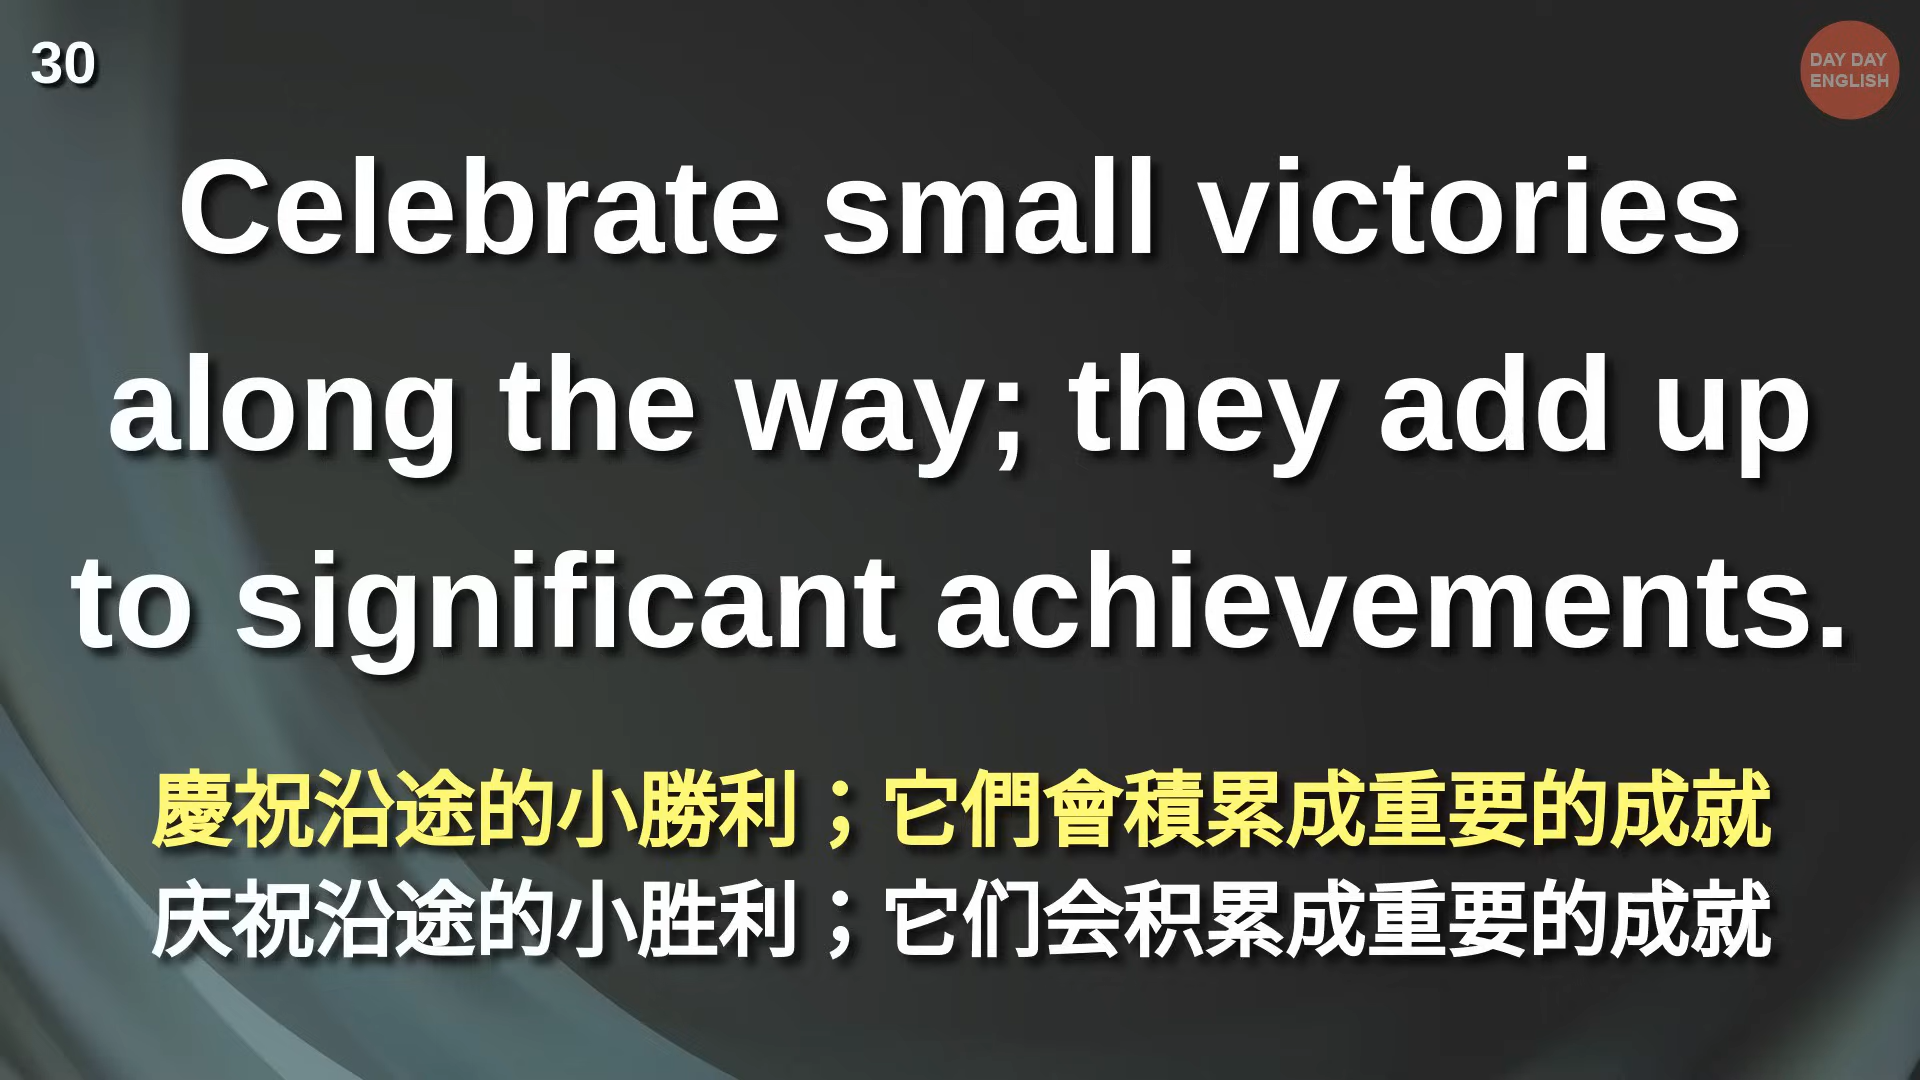 30
DAY DAY
ENGLISH
Celebrate small victories
along the way; they add up
to significant achievements.
慶祝沿途的小勝利；它們會積累成重要的成就
庆祝沿途的小胜利；它们会积累成重要的成就